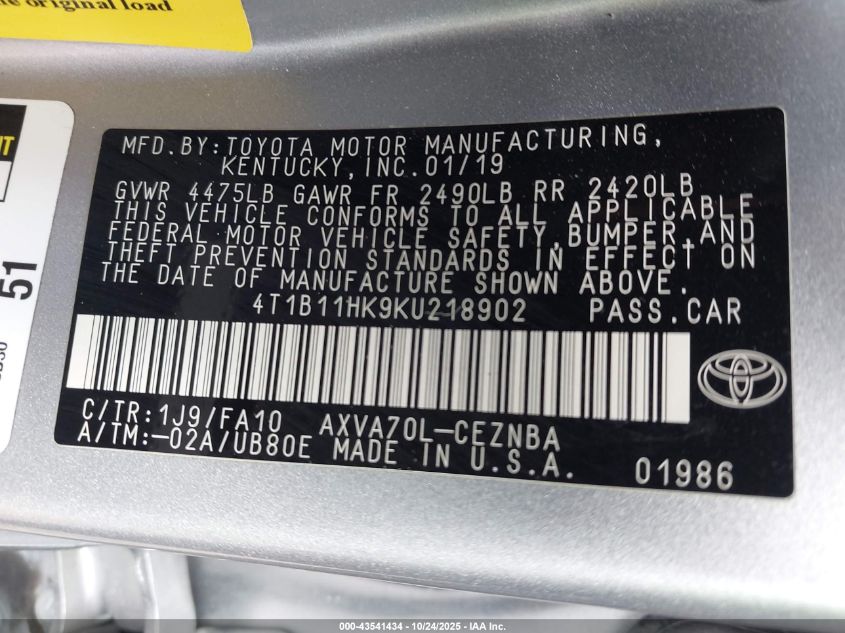 e original load
NT
51
MFD.BY:TOYOTA MOTOR MANUFACTURING,
KENTUCKY,INC.01/19
GVWR 4475LB GAWR FR 2490LB RR 2420LB
THIS VEHICLE CONFORMS TO ALL APPLICABLE
FEDERAL MOTOR VEHICLE SAFETY,BUMPER,AND
THEFT PREVENTION STANDARDS IN EFFECT ON
THE DATE OF MANUFACTURE SHOWN ABOVE.
4T1B11HK9KU218902 PASS.CAR
C/TR:1J9/FA10 AXVA70L-CEZNBA
A/TM:-02A/UB80E MADE IN U.S.A. 01986
000-43541434 - 10/24/2025 - IAA Inc.